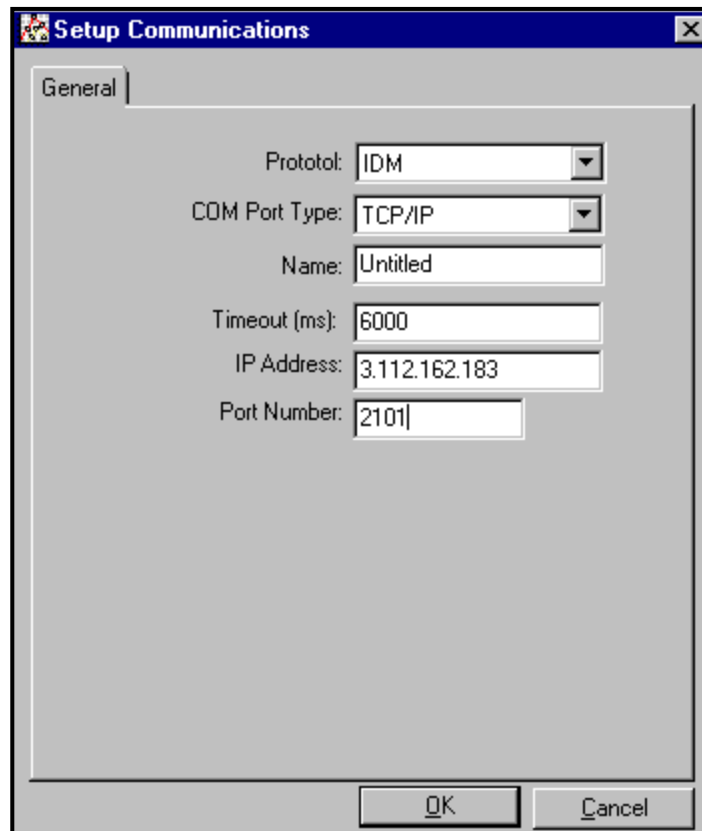 Setup Communications
General
Prototol: IDM
COM Port Type: TCP/IP
Name: Untitled
Timeout (ms): 6000
IP Address: 3.112.162.183
Port Number: 2101
OK Cancel